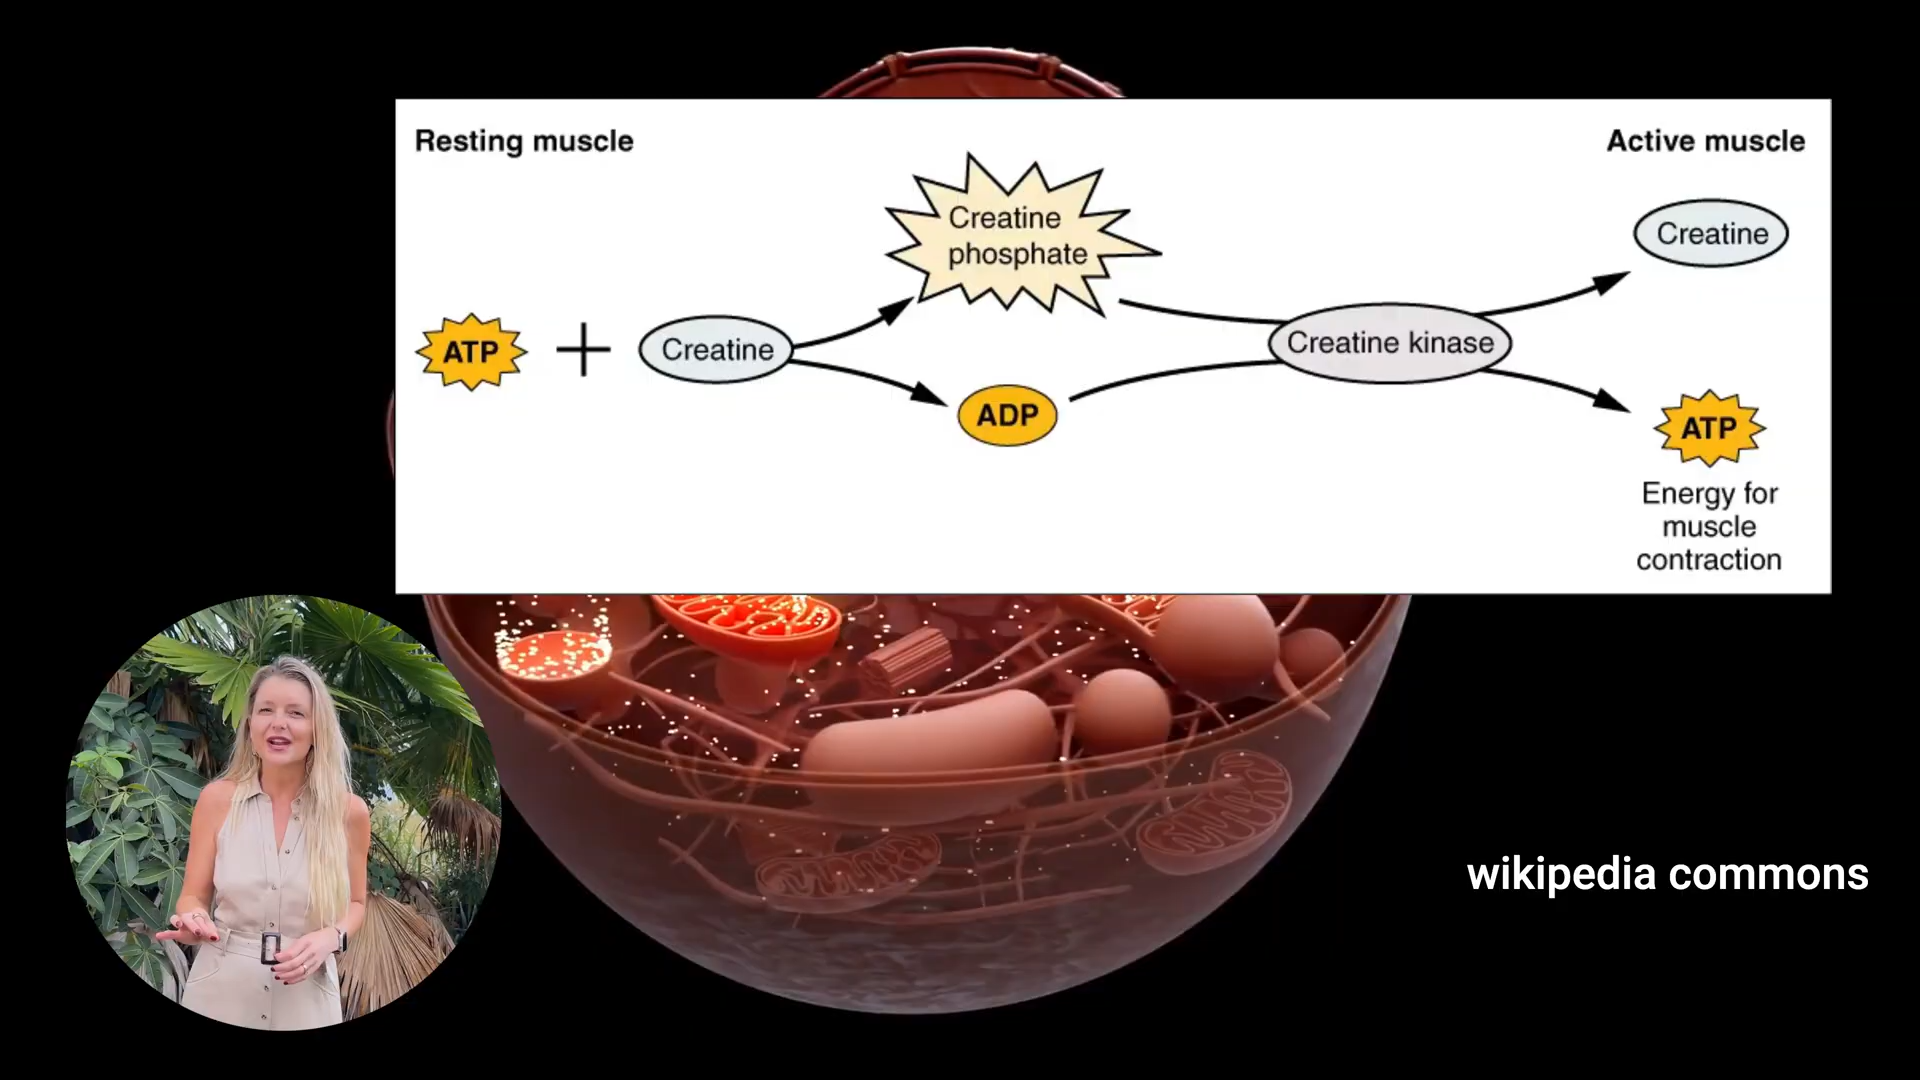 Resting muscle
Active muscle
Creatine
phosphate
Creatine
ATP
Creatine
Creatine kinase
ADP
ATP
Energy for
muscle
contraction
wikipedia commons